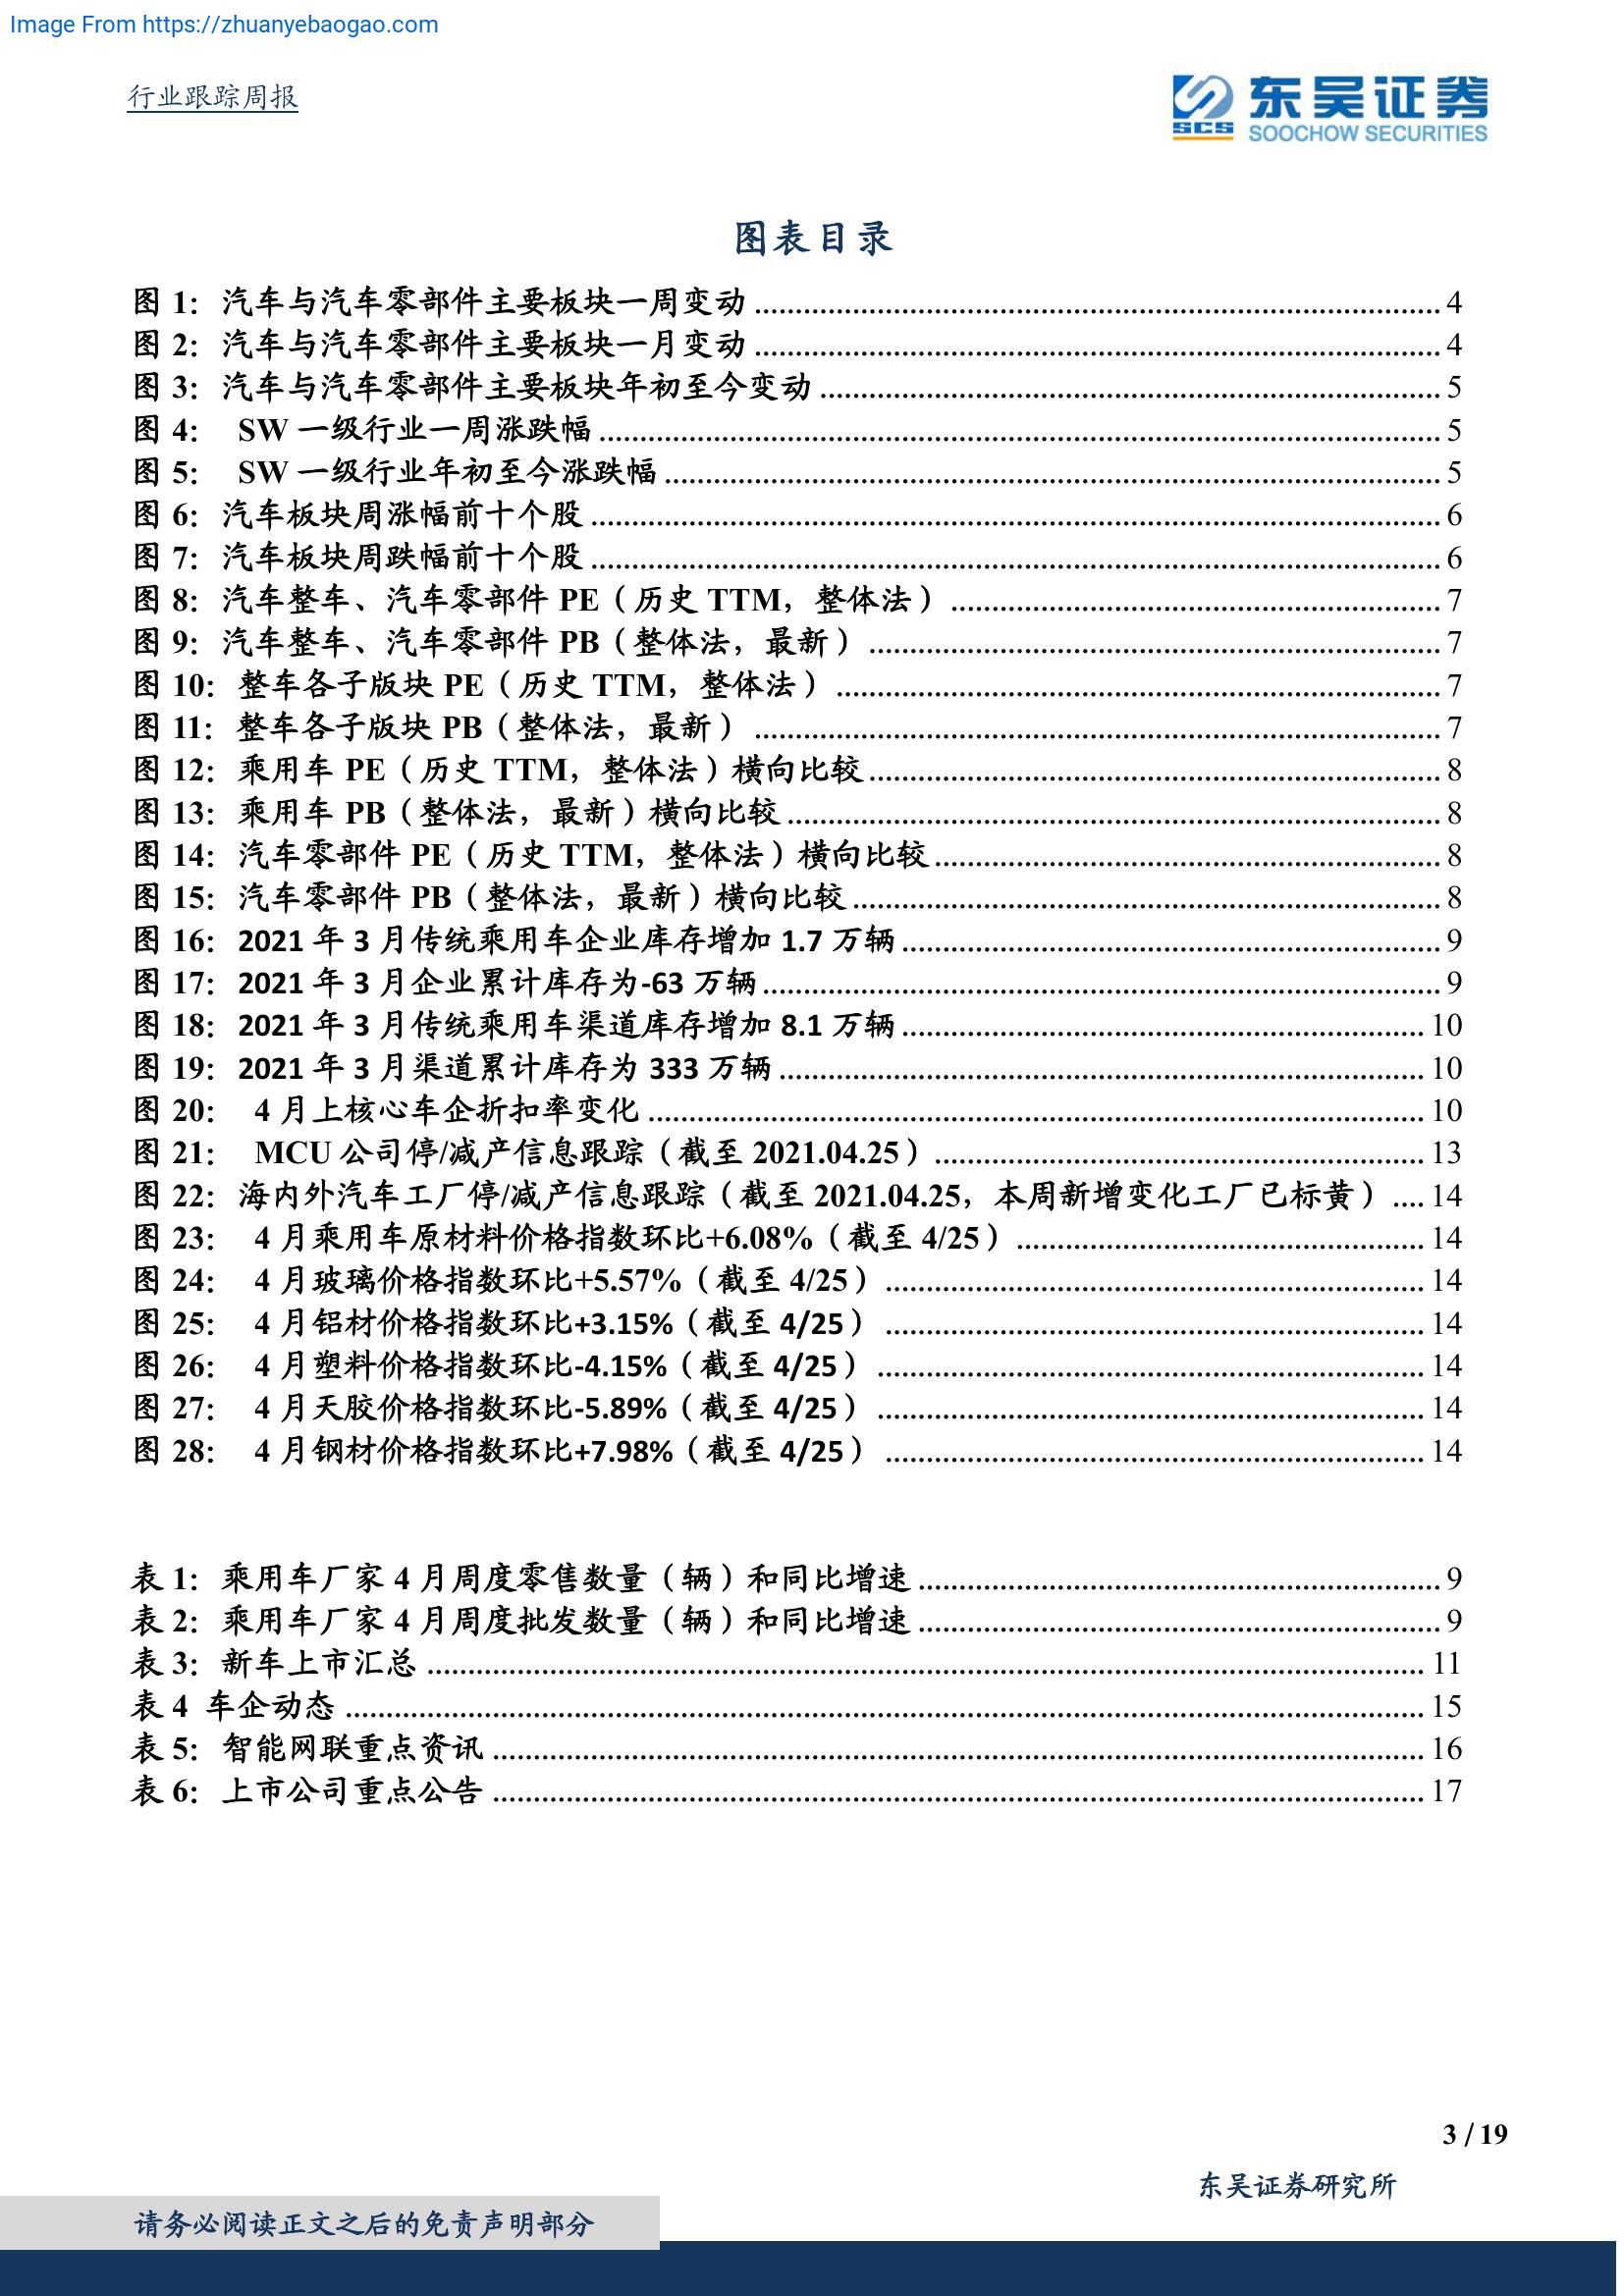 Image From https://zhuanyebaogao.com
行业跟踪周报
东吴证券
SCS
SOOCHOW SECURITIES
图表目录
图 1：汽车与汽车零部件主要板块一周变动 4
图 2：汽车与汽车零部件主要板块一月变动 4
图 3：汽车与汽车零部件主要板块年初至今变动 5
图 4： SW 一级行业一周涨跌幅 5
图 5： SW 一级行业年初至今涨跌幅 5
图 6：汽车板块周涨幅前十个股 6
图 7：汽车板块周跌幅前十个股 6
图 8：汽车整车、汽车零部件 PE（历史 TTM，整体法） 7
图 9：汽车整车、汽车零部件 PB（整体法，最新） 7
图 10：整车各子版块 PE（历史 TTM，整体法） 7
图 11：整车各子版块 PB（整体法，最新） 7
图 12：乘用车 PE（历史 TTM，整体法）横向比较 8
图 13：乘用车 PB（整体法，最新）横向比较 8
图 14：汽车零部件 PE（历史 TTM，整体法）横向比较 8
图 15：汽车零部件 PB（整体法，最新）横向比较 8
图 16：2021 年 3 月传统乘用车企业库存增加 1.7 万辆 9
图 17：2021 年 3 月企业累计库存为-63 万辆 9
图 18：2021 年 3 月传统乘用车渠道库存增加 8.1 万辆 10
图 19：2021 年 3 月渠道累计库存为 333 万辆 10
图 20： 4 月上核心车企折扣率变化 10
图 21： MCU 公司停/减产信息跟踪（截至 2021.04.25） 13
图 22：海内外汽车工厂停/减产信息跟踪（截至 2021.04.25，本周新增变化工厂已标黄） 14
图 23： 4 月乘用车原材料价格指数环比+6.08%（截至 4/25） 14
图 24： 4 月玻璃价格指数环比+5.57%（截至 4/25） 14
图 25： 4 月铝材价格指数环比+3.15%（截至 4/25） 14
图 26： 4 月塑料价格指数环比-4.15%（截至 4/25） 14
图 27： 4 月天胶价格指数环比-5.89%（截至 4/25） 14
图 28： 4 月钢材价格指数环比+7.98%（截至 4/25） 14
表 1：乘用车厂家 4 月周度零售数量（辆）和同比增速 9
表 2：乘用车厂家 4 月周度批发数量（辆）和同比增速 9
表 3：新车上市汇总 11
表 4 车企动态 15
表 5：智能网联重点资讯 16
表 6：上市公司重点公告 17
3 / 19
东吴证券研究所
请务必阅读正文之后的免责声明部分